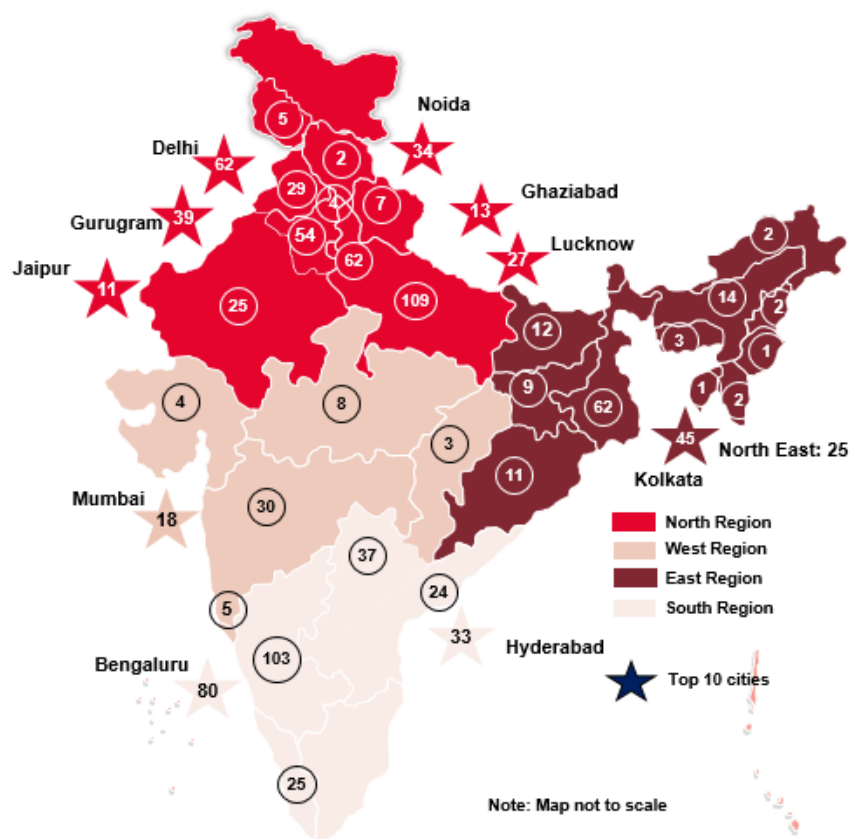 Noida
5
Delhi
34
62
2
29
4
7
Ghaziabad
13
39
Gurugram
54
Lucknow
2
62
27
Jaipur
11
25
109
14
2
12
3
1
4
8
9
1
2
62
3
45
North East: 25
11
Kolkata
Mumbai
18
30
North Region
37
West Region
East Region
24
5
South Region
33
Hyderabad
103
Bengaluru
80
Top 10 cities
25
Note: Map not to scale